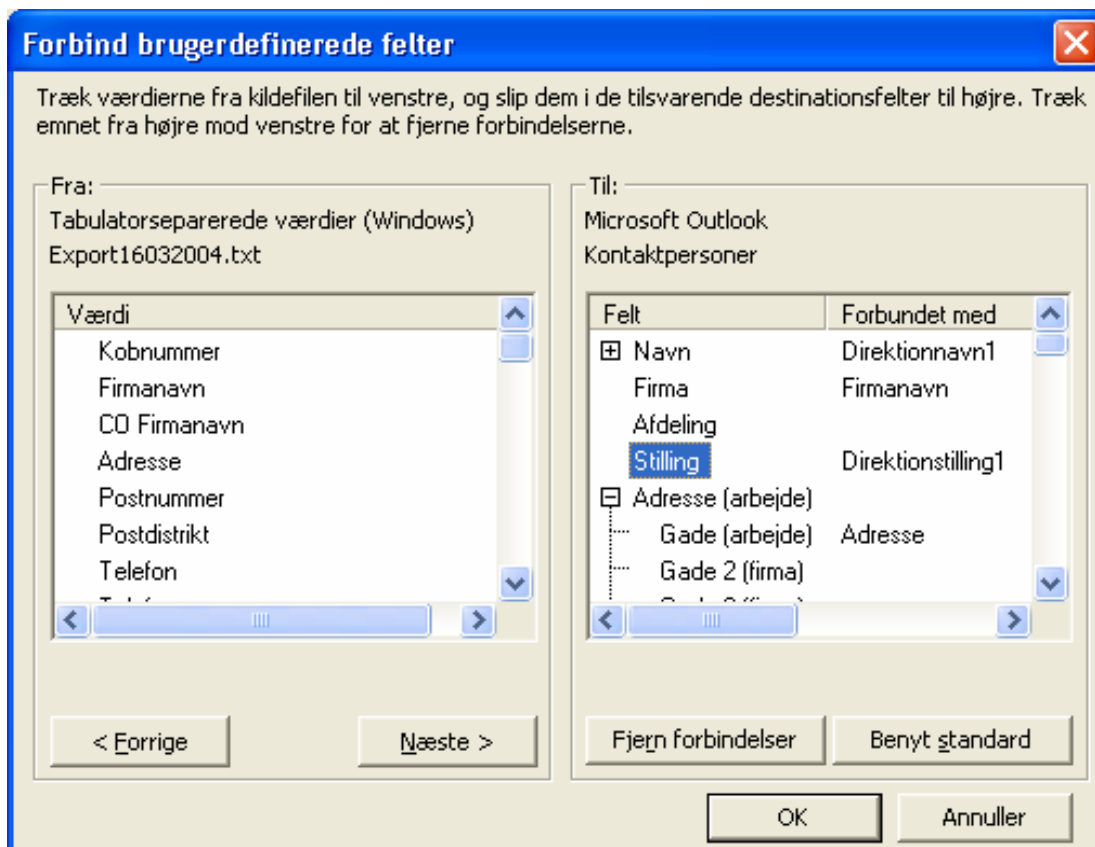 Forbind brugerdefinerede felter
Træk værdierne fra kildefilen til venstre, og slip dem i de tilsvarende destinationsfelter til højre. Træk
emnet fra højre mod venstre for at fjerne forbindelserne.
Fra:
Tabulatorseparerede værdier (Windows)
Export16032004.txt
Værdi
Kobnummer
Firmanavn
CO Firmanavn
Adresse
Postnummer
Postdistrikt
Telefon
< Forrige
Næste >
Til:
Microsoft Outlook
Kontaktpersoner
Felt Forbundet med
Navn Direktionnavn1
Firma Firmanavn
Afdeling
Stilling Direktionstilling1
Adresse (arbejde)
Gade (arbejde) Adresse
Gade 2 (firma)
Fjern forbindelser
Benyt standard
OK
Annuller